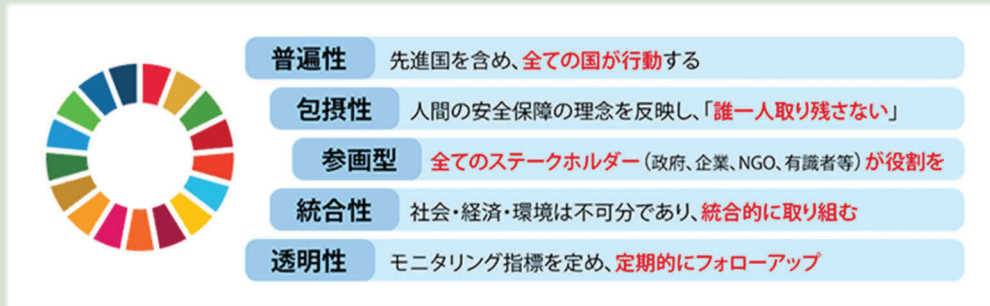 普遍性 先進国を含め、全ての国が行動する
包摂性 人間の安全保障の理念を反映し、「誰一人取り残さない」
参画型 全てのステークホルダー（政府、企業、NGO、有識者等）が役割を
統合性 社会・経済・環境は不可分であり、統合的に取り組む
透明性 モニタリング指標を定め、定期的にフォローアップ